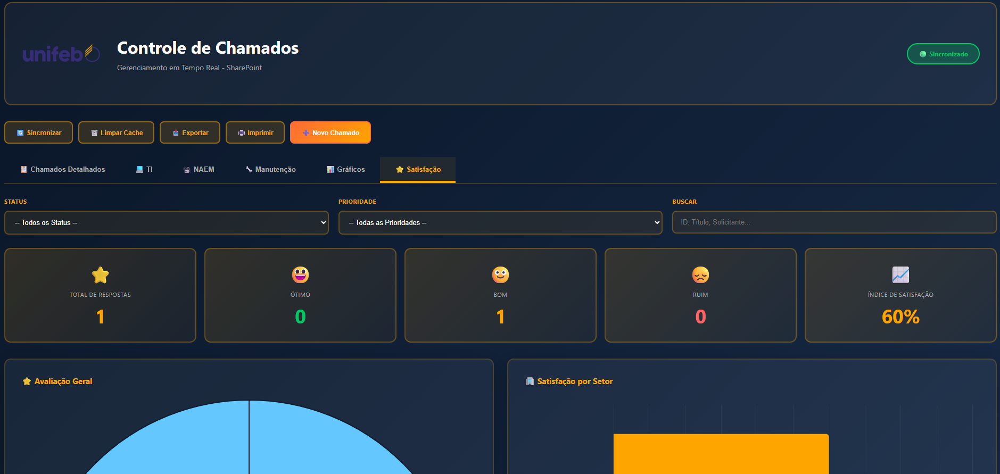 unifeb
Controle de Chamados
Gerenciamento em Tempo Real - SharePoint
Sincronizado
Sincronizar
Limpar Cache
Exportar
Imprimir
Novo Chamado
Chamados Detalhados
TI
NAEM
Manutenção
Gráficos
Satisfação
STATUS
PRIORIDADE
BUSCAR
-- Todos os Status --
-- Todas as Prioridades --
ID, Título, Solicitante...
TOTAL DE RESPOSTAS
1
ÓTIMO
0
BOM
1
RUIM
0
ÍNDICE DE SATISFAÇÃO
60%
Avaliação Geral
Satisfação por Setor